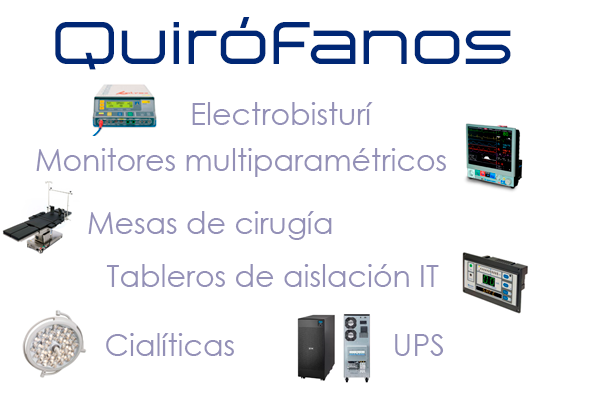 Quirófanos
Electrobisturí
Monitores multiparamétricos
Mesas de cirugía
Tableros de aislación IT
Cialíticas
UPS